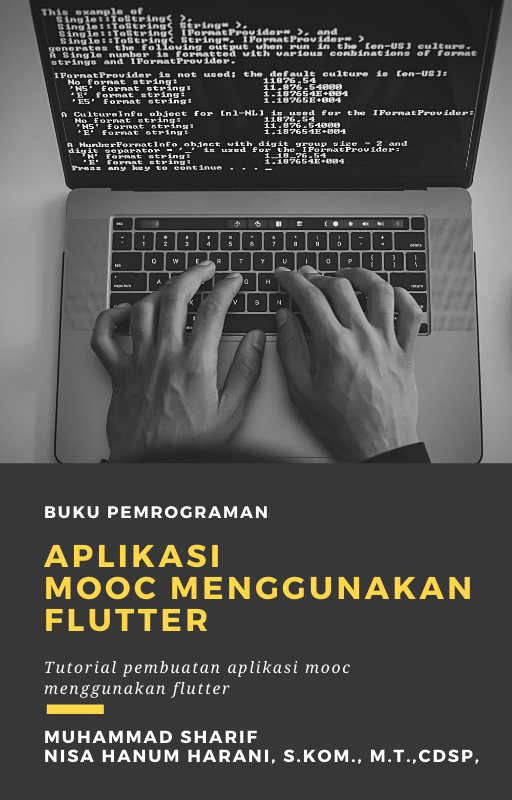 This example of
Single::ToString( ),
Single::ToString( String* ),
Single::ToString( IFormatProvider* ), and
Single::ToString( String*, IFormatProvider* )
generates the following output when run in the [en-US] culture.
A Single number is formatted with various combinations of format
strings and IFormatProvider.
IFormatProvider is not used; the default culture is [en-US]:
No format string: 11876.54
'N5' format string: 11,876.54000
'E' format string: 1.187654E+004
'E5' format string: 1.18765E+004
A CultureInfo object for [nl-NL] is used for the IFormatProvider:
No format string: 11876,54
'N5' format string: 11.876,54000
'E' format string: 1,187654E+004
A NumberFormatInfo object with digit group size = 2 and
digit separator = '_' is used for the IFormatProvider:
'N' format string: 1_18_76.54
'E' format string: 1.187654E+004
Press any key to continue . . . _
BUKU PEMROGRAMAN
APLIKASI
MOOC MENGGUNAKAN
FLUTTER
Tutorial pembuatan aplikasi mooc
menggunakan flutter
MUHAMMAD SHARIF
NISA HANUM HARANI, S.KOM., M.T.,CDSP,